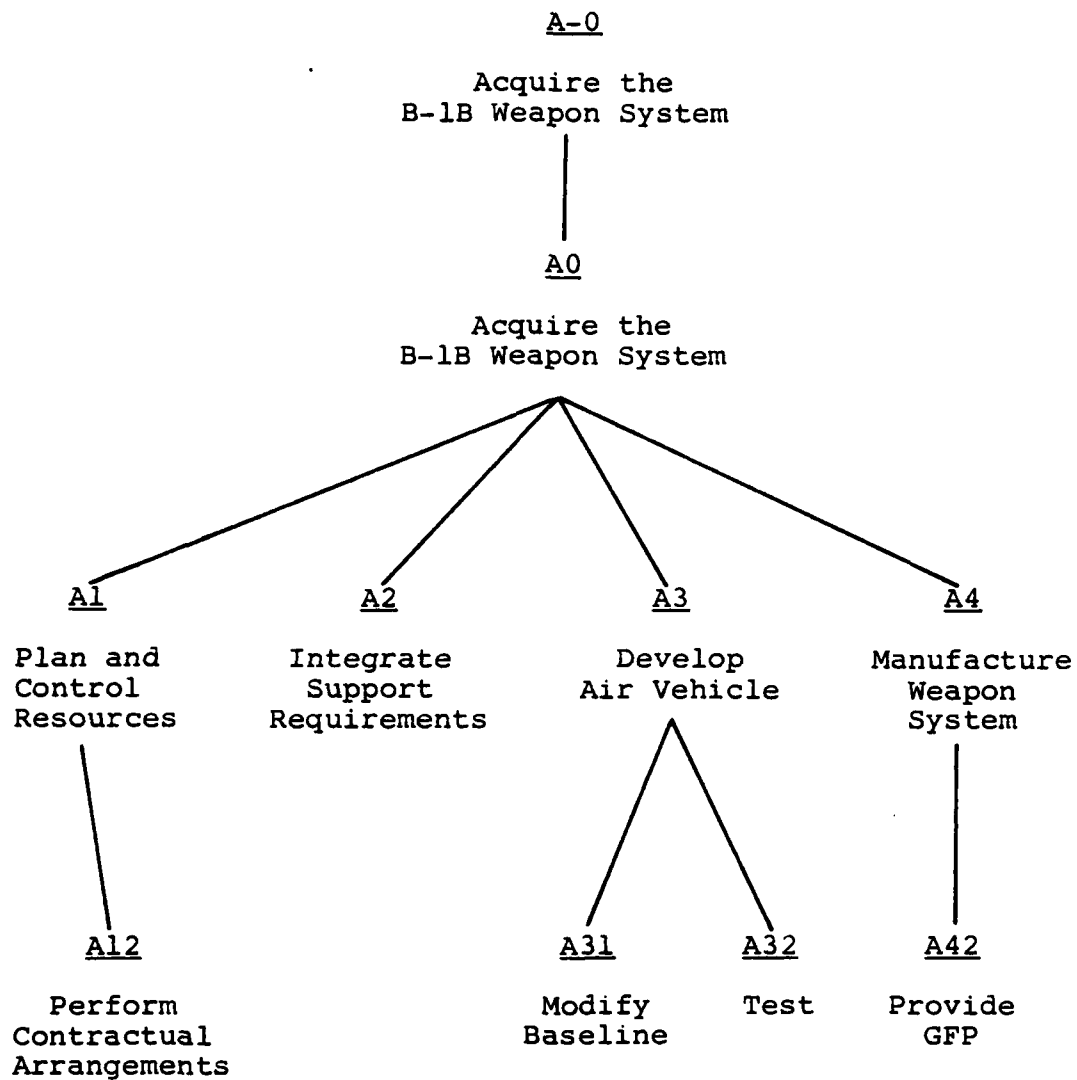 A-0
Acquire the
B-1B Weapon System
A0
Acquire the
B-1B Weapon System
A1
A2
A3
A4
Plan and
Control
Resources
Integrate
Support
Requirements
Develop
Air Vehicle
Manufacture
Weapon
System
A12
A31
A32
A42
Perform
Contractual
Arrangements
Modify
Baseline
Test
Provide
GFP